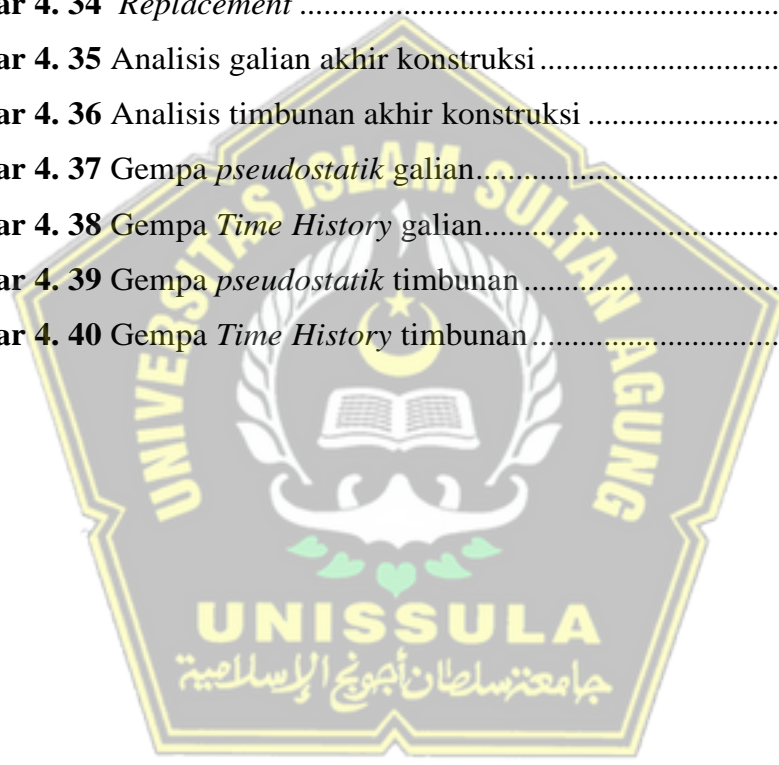 ar 4. 34 Replacement ......................................................
ar 4. 35 Analisis galian akhir konstruksi ..............................
ar 4. 36 Analisis timbunan akhir konstruksi ........................
ar 4. 37 Gempa pseudostatik galian......................................
ar 4. 38 Gempa Time History galian.....................................
ar 4. 39 Gempa pseudostatik timbunan ................................
ar 4. 40 Gempa Time History timbunan ...............................
UNIVERSITAS ISLAM SULTAN AGUNG
UNISSULA
جامعة سلطان أجونج الإسلامية